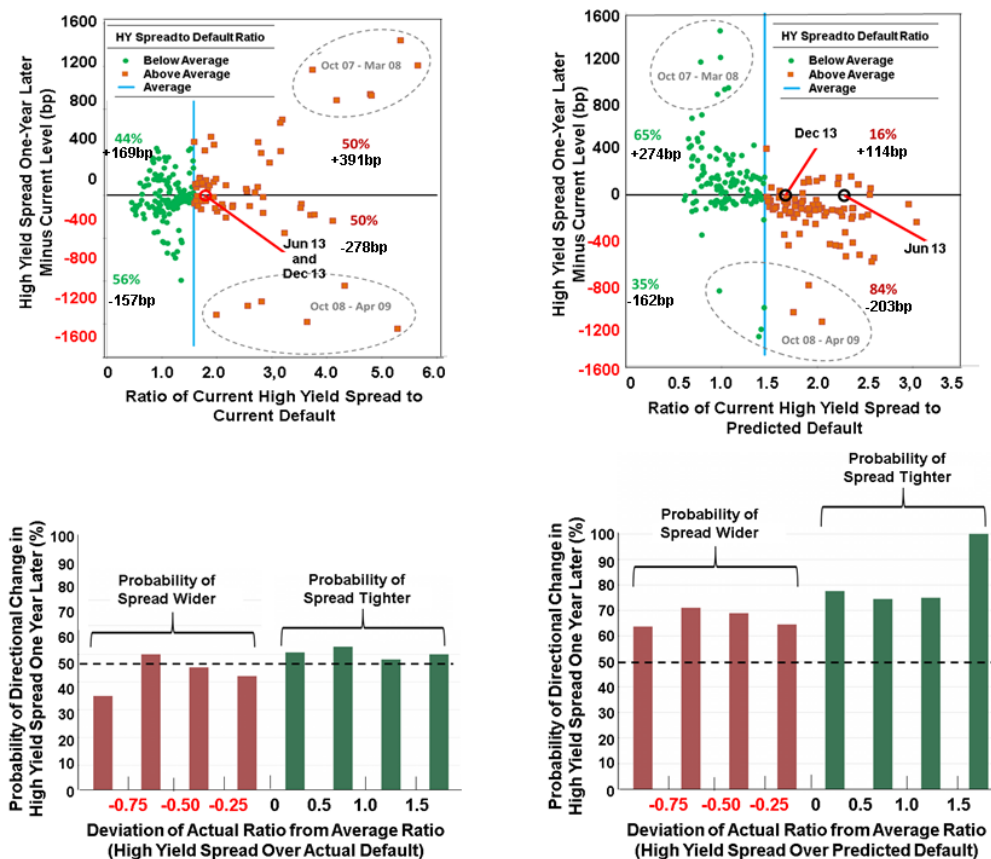 High Yield Spread One-Year Later
Minus Current Level (bp)
1600
1200
800
400
0
-400
-800
-1200
-1600
HY Spread to Default Ratio
Below Average
Above Average
Average
Oct 07 - Mar 08
44%
+169bp
50%
+391bp
50%
-278bp
Jun 13
and
Dec 13
56%
-157bp
Oct 08 - Apr 09
0 1.0 2.0 3,0 4.0 5.0 6.0
Ratio of Current High Yield Spread to
Current Default
High Yield Spread One-Year Later
Minus Current Level (bp)
1600
1200
800
400
0
-400
-800
-1200
-1600
HY Spread to Default Ratio
Below Average
Above Average
Average
Oct 07 - Mar 08
Dec 13
65%
+274bp
16%
+114bp
Jun 13
35%
-162bp
84%
-203bp
Oct 08 - Apr 09
0 0.5 1.0 1.5 2.0 2.5 3,0 3.5
Ratio of Current High Yield Spread to
Predicted Default
Probability of Directional Change in
High Yield Spread One Year Later (%)
100
90
80
70
60
50
40
30
20
10
0
Probability of
Spread Wider
Probability of
Spread Tighter
-0.75 -0.50 -0.25 0 0.5 1.0 1.5
Deviation of Actual Ratio from Average Ratio
(High Yield Spread Over Actual Default)
Probability of Directional Change in
High Yield Spread One Year Later (%)
100
90
80
70
60
50
40
30
20
10
0
Probability of
Spread Wider
Probability of
Spread Tighter
-0.75 -0.50 -0.25 0 0.5 1.0 1.5
Deviation of Actual Ratio from Average Ratio
(High Yield Spread Over Predicted Default)